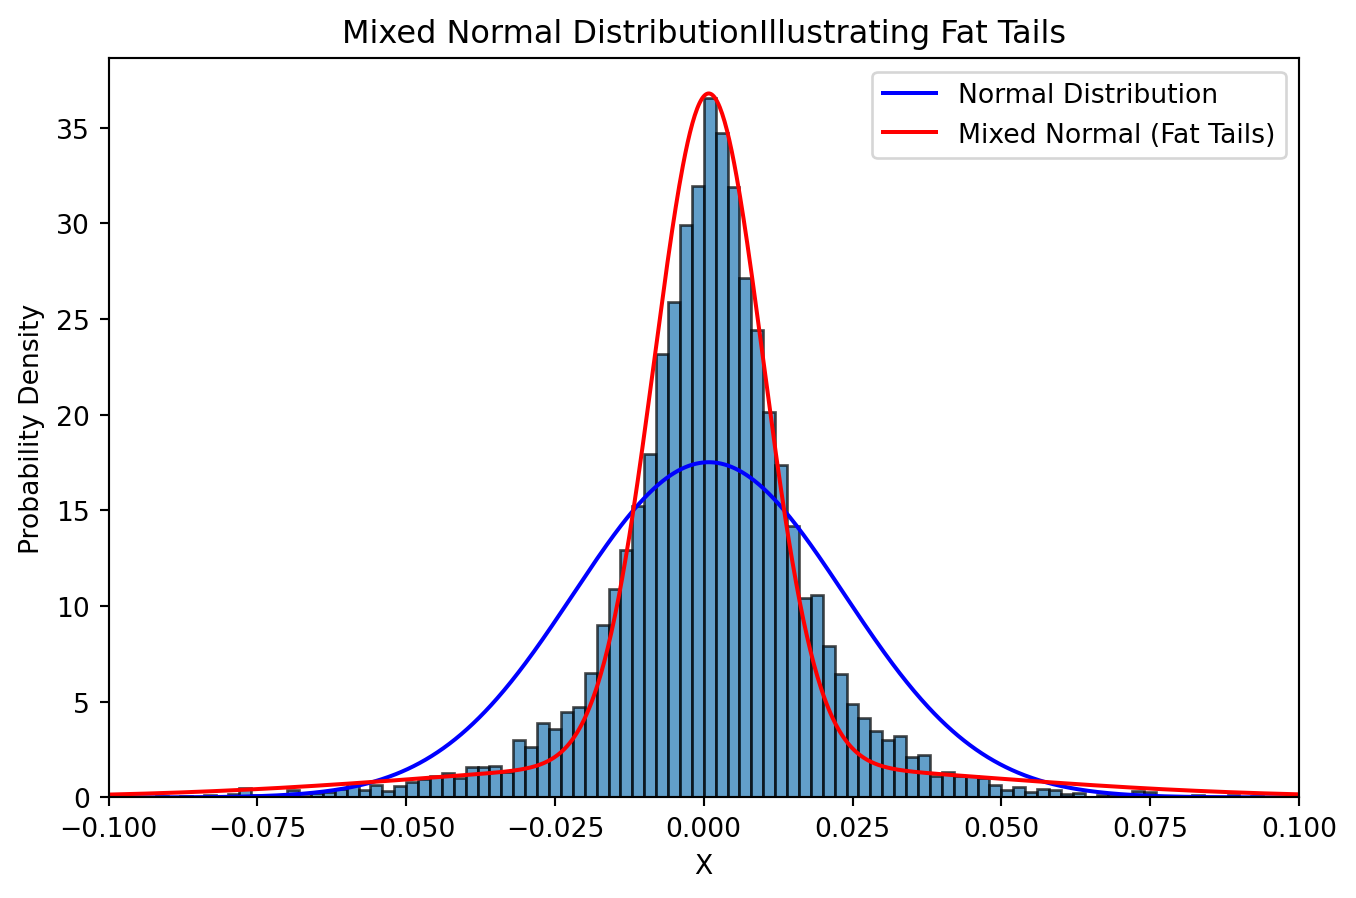 Mixed Normal DistributionIllustrating Fat Tails
Normal Distribution
Mixed Normal (Fat Tails)
Probability Density
35
30
25
20
15
10
5
0
−0.100 −0.075 −0.050 −0.025 0.000 0.025 0.050 0.075 0.100
X